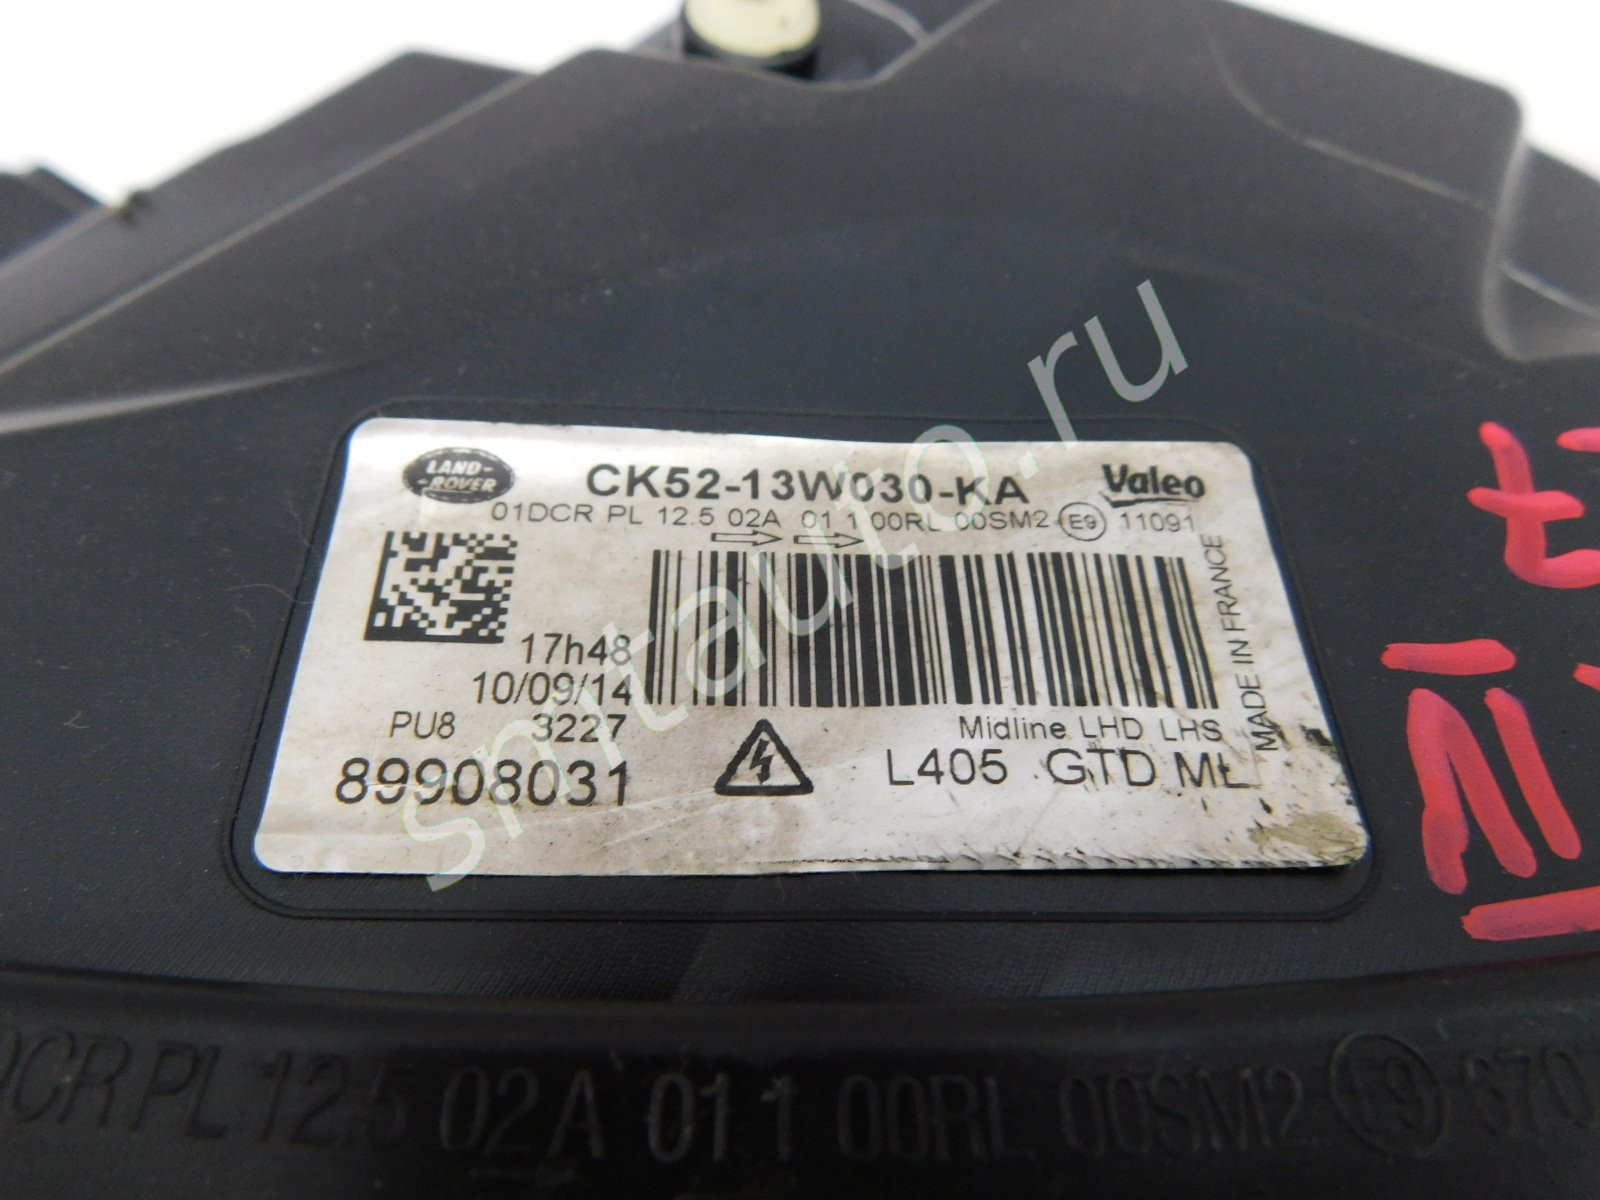 LAND-
ROVER
CK52-13W030-KA
Valeo
01DCR PL 12.5 02A 01 1 00RL 00SM2 E9 11091
17h48
10/09/14
PU8 3227
89908031
Midline LHD LHS
L405 GTD ML
MADE IN FRANCE
snltauto.ru
DCR PL 12.5 02A 01 1 00RL 00SM2 E9